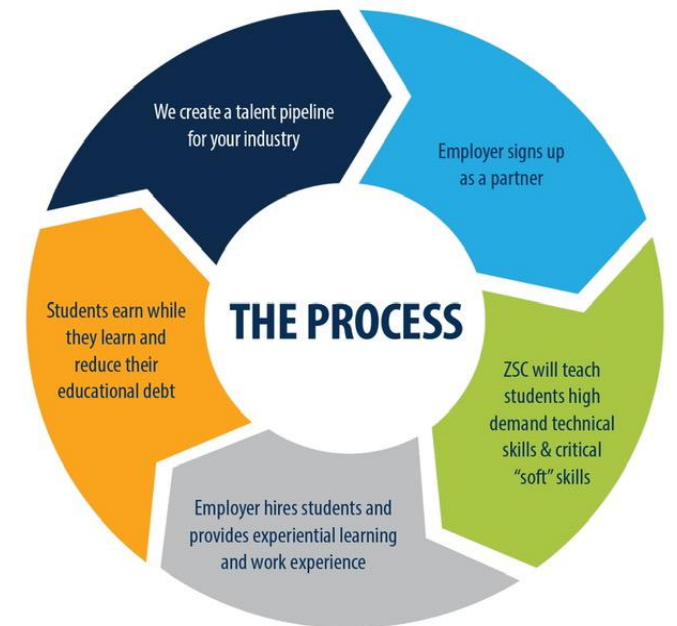 THE PROCESS
Employer signs up
as a partner
ZSC will teach
students high
demand technical
skills & critical
“soft” skills
Employer hires students and
provides experiential learning
and work experience
Students earn while
they learn and
reduce their
educational debt
We create a talent pipeline
for your industry